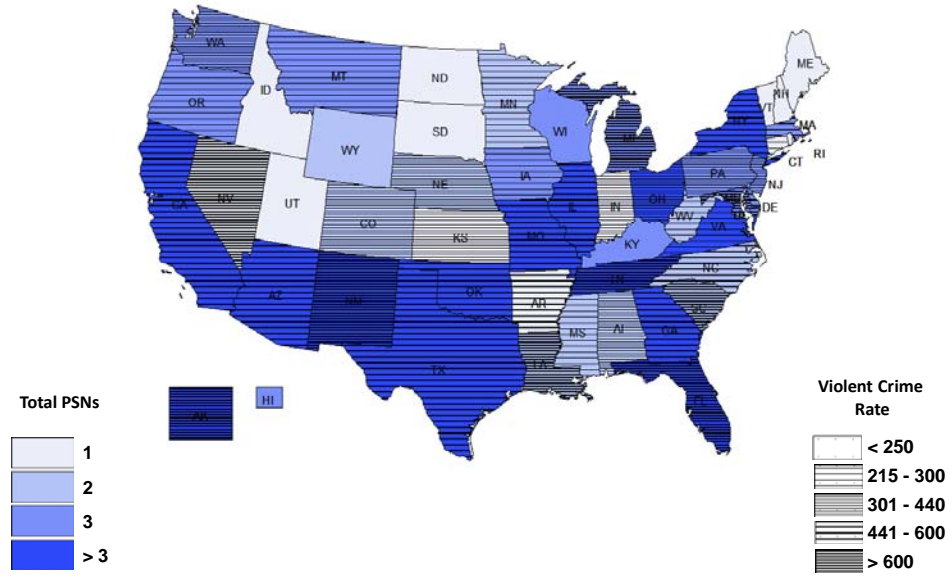 WA
MT
ND
ME
ID
MN
VT
NH
OR
SD
WI
NY
MA
WY
MI
RI
CT
IA
PA
NE
NJ
NV
IL
IN
OH
UT
CO
WV
DE
VA
CA
KS
MO
KY
NC
TN
OK
AZ
NM
AR
SC
MS
GA
LA
TX
FL
HI
AK
Total PSNs
1
2
3
> 3
Violent Crime
Rate
< 250
215 - 300
301 - 440
441 - 600
> 600